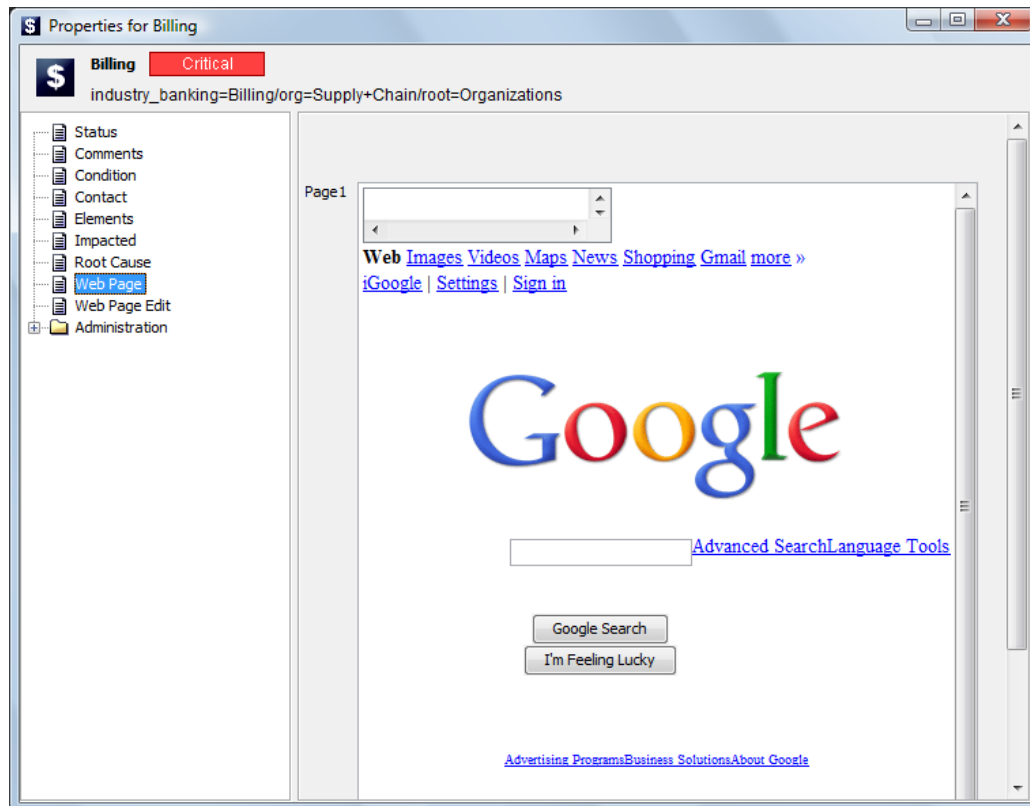 $ Properties for Billing
$
Billing Critical
industry_banking=Billing/org=Supply+Chain/root=Organizations
Status
Comments
Condition
Contact
Elements
Impacted
Root Cause
Web Page
Web Page Edit
Administration
Page1
Web Images Videos Maps News Shopping Gmail more »
iGoogle | Settings | Sign in
Google
Advanced SearchLanguage Tools
Google Search
I'm Feeling Lucky
Advertising ProgramsBusiness SolutionsAbout Google